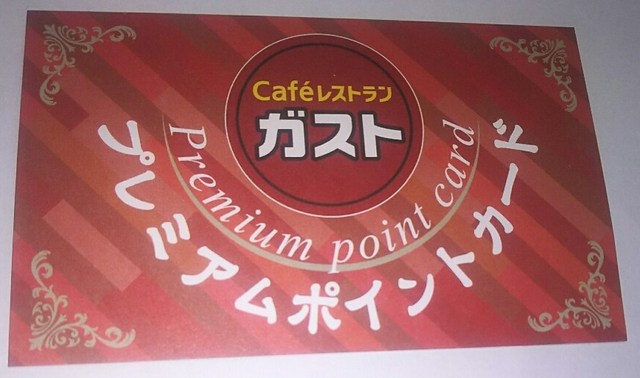 Caféレストラン
ガスト
Premium point card
プレミアムポイントカード